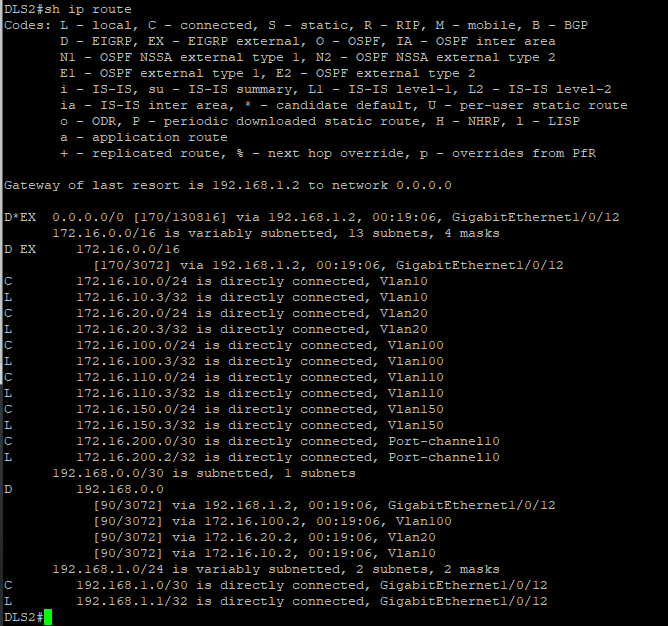 DLS2#sh ip route
Codes: L - local, C - connected, S - static, R - RIP, M - mobile, B - BGP
       D - EIGRP, EX - EIGRP external, O - OSPF, IA - OSPF inter area
       N1 - OSPF NSSA external type 1, N2 - OSPF NSSA external type 2
       E1 - OSPF external type 1, E2 - OSPF external type 2
       i - IS-IS, su - IS-IS summary, L1 - IS-IS level-1, L2 - IS-IS level-2
       ia - IS-IS inter area, * - candidate default, U - per-user static route
       o - ODR, P - periodic downloaded static route, H - NHRP, l - LISP
       a - application route
       + - replicated route, % - next hop override, p - overrides from PfR

Gateway of last resort is 192.168.1.2 to network 0.0.0.0

D*EX  0.0.0.0/0 [170/130816] via 192.168.1.2, 00:19:06, GigabitEthernet1/0/12
      172.16.0.0/16 is variably subnetted, 13 subnets, 4 masks
D EX     172.16.0.0/16
           [170/3072] via 192.168.1.2, 00:19:06, GigabitEthernet1/0/12
C        172.16.10.0/24 is directly connected, Vlan10
L        172.16.10.3/32 is directly connected, Vlan10
C        172.16.20.0/24 is directly connected, Vlan20
L        172.16.20.3/32 is directly connected, Vlan20
C        172.16.100.0/24 is directly connected, Vlan100
L        172.16.100.3/32 is directly connected, Vlan100
C        172.16.110.0/24 is directly connected, Vlan110
L        172.16.110.3/32 is directly connected, Vlan110
C        172.16.150.0/24 is directly connected, Vlan150
L        172.16.150.3/32 is directly connected, Vlan150
C        172.16.200.0/30 is directly connected, Port-channel10
L        172.16.200.2/32 is directly connected, Port-channel10
      192.168.0.0/30 is subnetted, 1 subnets
D        192.168.0.0
           [90/3072] via 192.168.1.2, 00:19:06, GigabitEthernet1/0/12
           [90/3072] via 172.16.100.2, 00:19:06, Vlan100
           [90/3072] via 172.16.20.2, 00:19:06, Vlan20
           [90/3072] via 172.16.10.2, 00:19:06, Vlan10
      192.168.1.0/24 is variably subnetted, 2 subnets, 2 masks
C        192.168.1.0/30 is directly connected, GigabitEthernet1/0/12
L        192.168.1.1/32 is directly connected, GigabitEthernet1/0/12
DLS2#